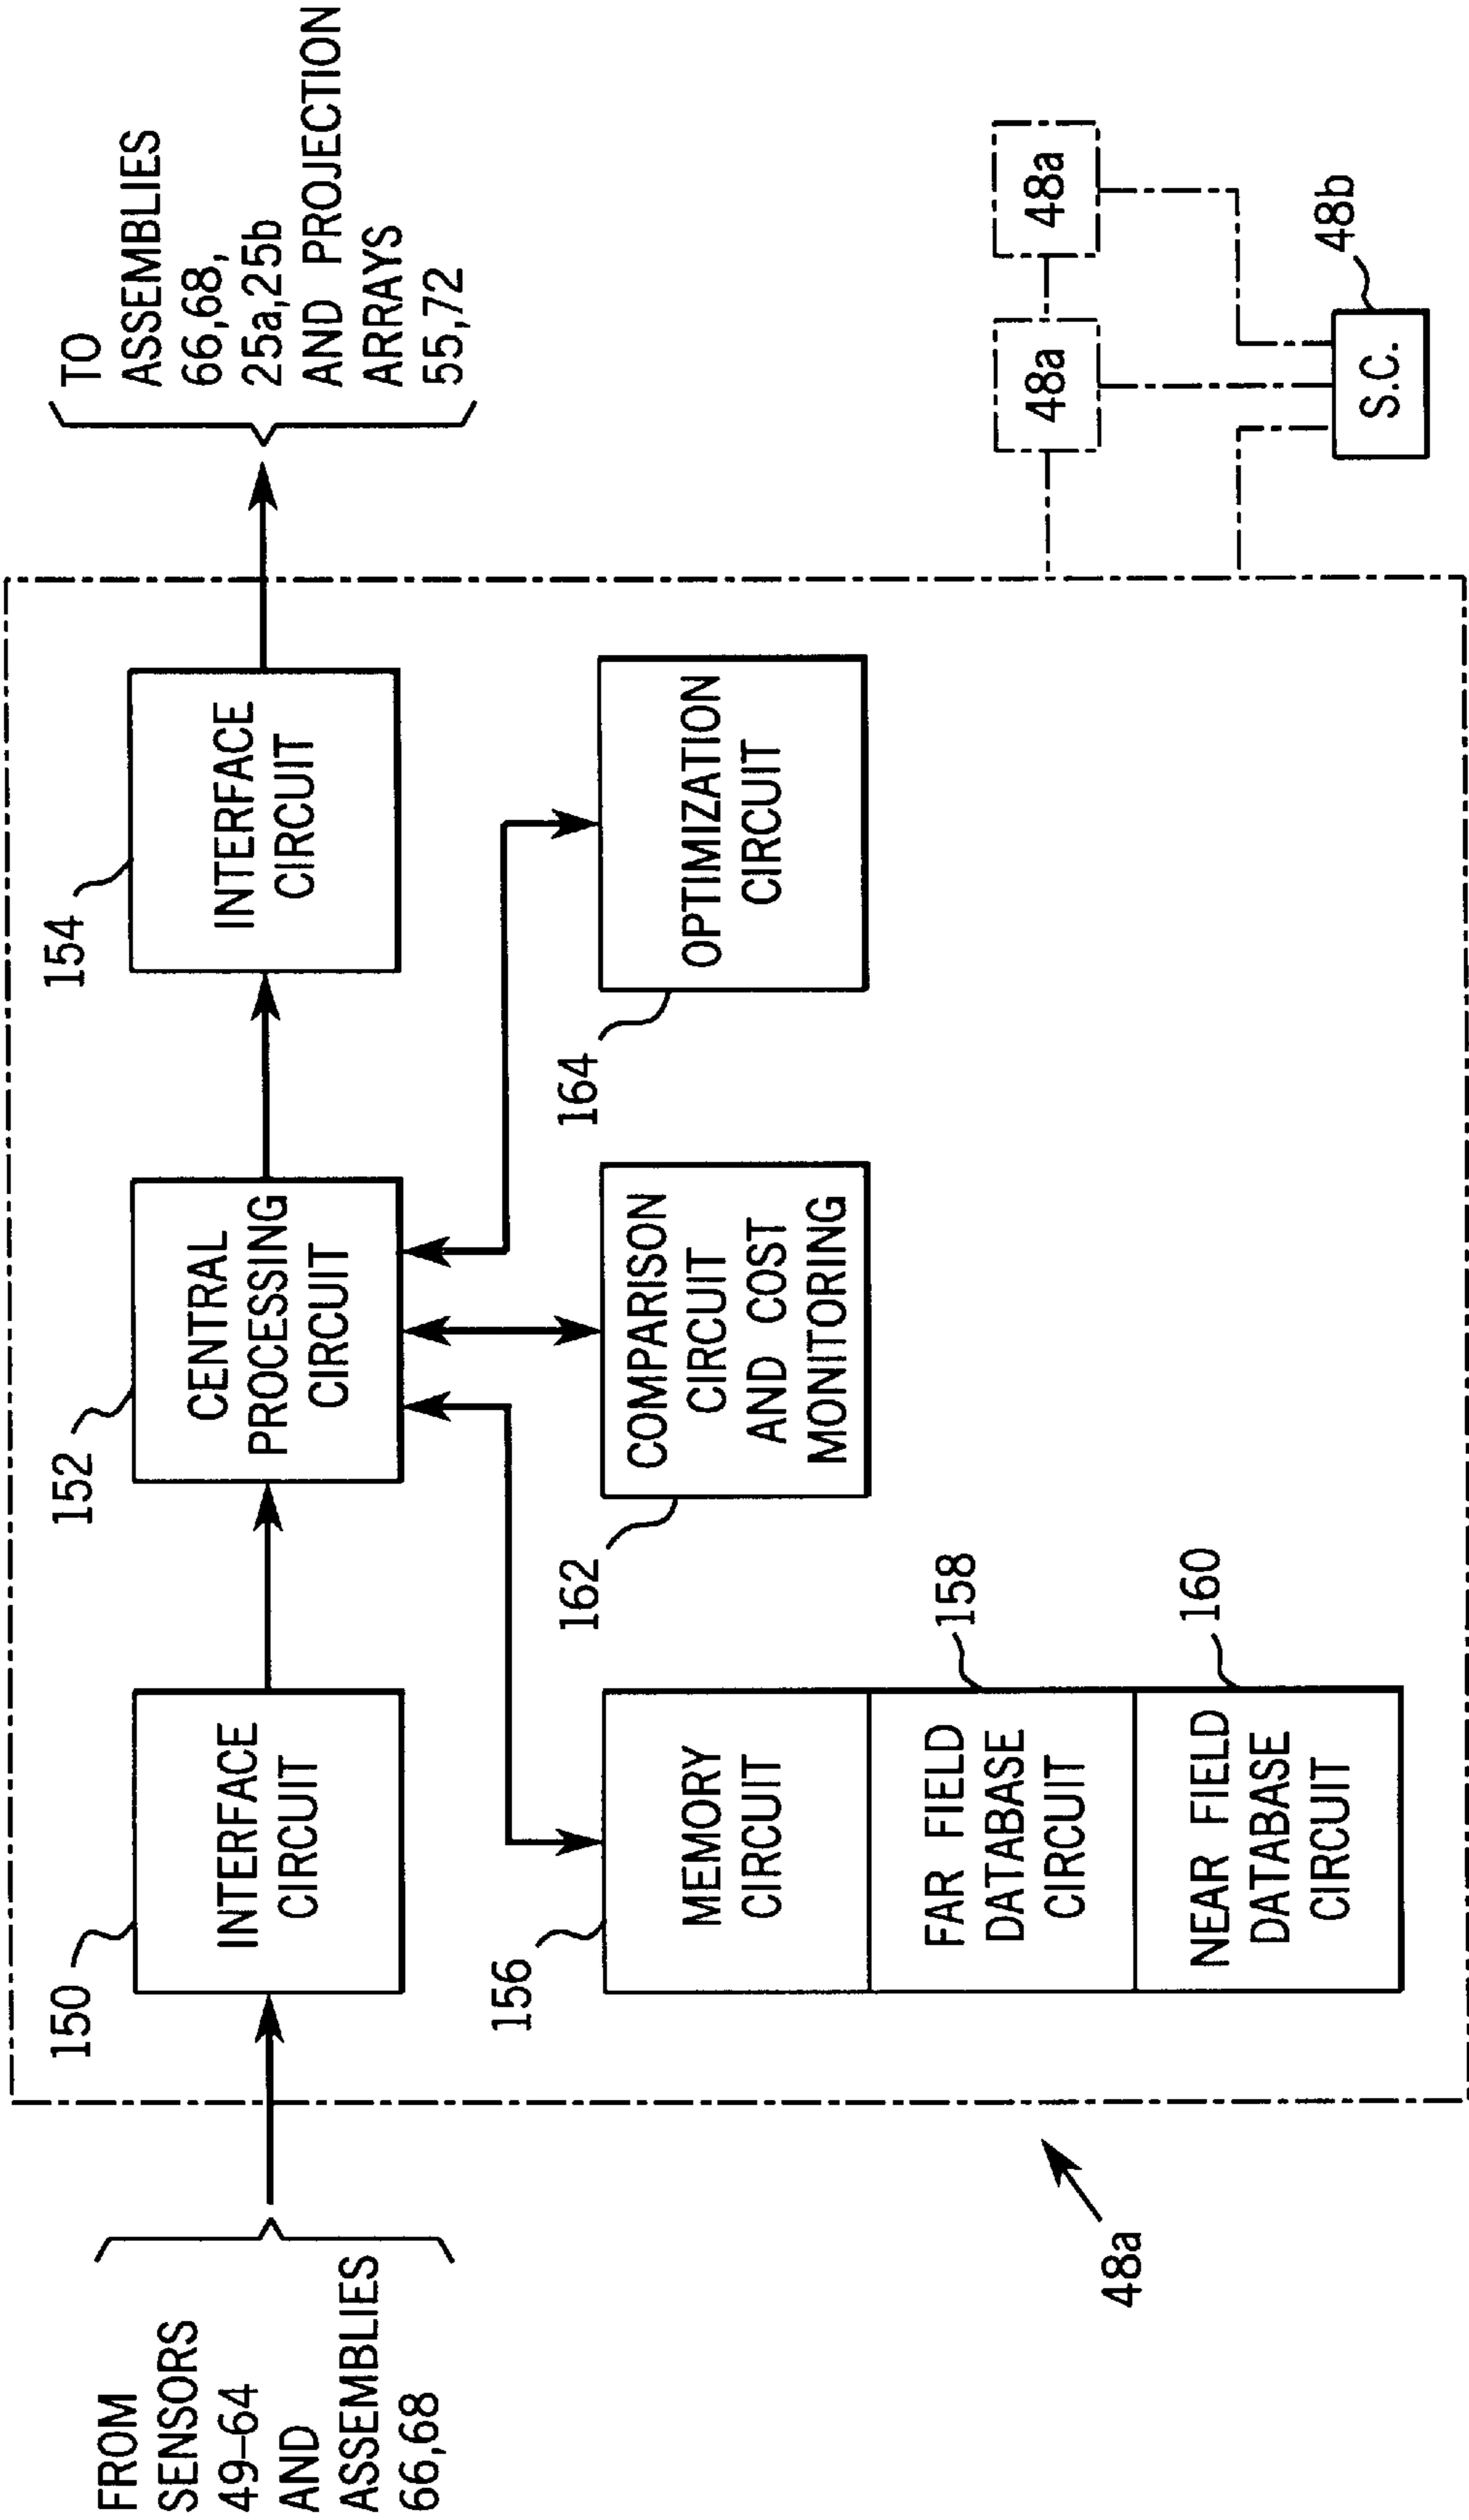 FROM
SENSORS
49-64
AND
ASSEMBLIES
66,68
150
INTERFACE
CIRCUIT
152
CENTRAL
PROCESSING
CIRCUIT
154
INTERFACE
CIRCUIT
TO
ASSEMBLIES
66,68,
25a,25b
AND PROJECTION
ARRAYS
55,72
156
MEMORY
CIRCUIT
158
FAR FIELD
DATABASE
CIRCUIT
160
NEAR FIELD
DATABASE
CIRCUIT
162
COMPARISON
CIRCUIT
AND COST
MONITORING
164
OPTIMIZATION
CIRCUIT
48a
48a
48a
S.C.
48b